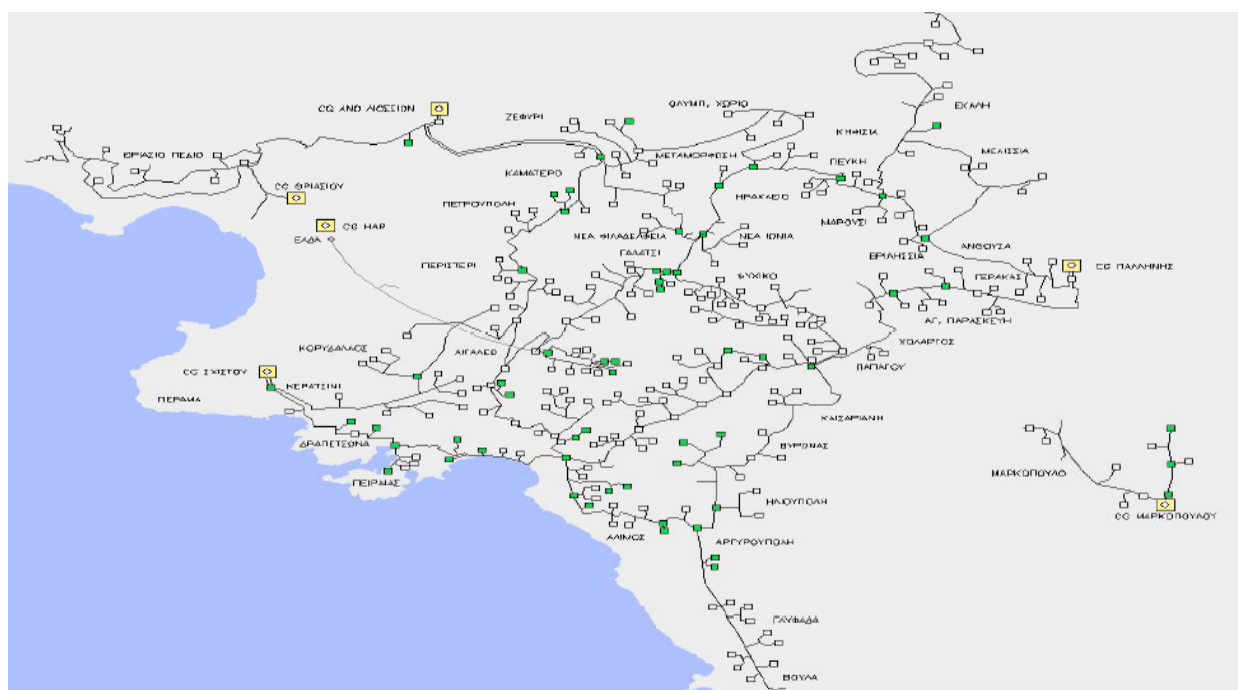 CG ΑΝΩ ΛΙΟΣΙΩΝ
ΖΕΦΥΡΙ
ΟΛΥΜΠ, ΧΩΡΙΟ
ΕΚΑΛΗ
ΚΗΦΙΣΙΑ
ΜΕΛΙΣΣΙΑ
ΘΡΙΑΣΙΟ ΠΕΔΙΟ
ΜΕΤΑΜΟΡΦΩΣΗ
ΠΕΥΚΗ
ΚΑΜΑΤΕΡΟ
CG ΘΡΙΑΣΙΟΥ
ΗΡΑΚΛΕΙΟ
ΠΕΤΡΟΥΠΟΛΗ
ΜΑΡΟΥΣΙ
CG HAR
ΕΛΔΑ
ΝΕΑ ΦΙΛΑΔΕΛΦΕΙΑ
ΝΕΑ ΙΩΝΙΑ
ΓΑΛΑΤΣΙ
ΑΝΘΟΥΣΑ
ΒΡΙΛΗΣΣΙΑ
ΠΕΡΙΣΤΕΡΙ
CG ΠΑΛΛΗΝΗΣ
ΨΥΧΙΚΟ
ΓΕΡΑΚΑΣ
ΑΓ, ΠΑΡΑΣΚΕΥΗ
ΧΟΛΑΡΓΟΣ
ΚΟΡΥΔΑΛΛΟΣ
ΑΙΓΑΛΕΩ
ΠΑΠΑΓΟΥ
CG ΣΧΙΣΤΟΥ
ΚΕΡΑΤΣΙΝΙ
ΠΕΡΑΜΑ
ΚΑΙΣΑΡΙΑΝΗ
ΔΡΑΠΕΤΣΩΝΑ
ΒΥΡΩΝΑΣ
ΜΑΡΚΟΠΟΥΛΟ
ΠΕΙΡΑΙΑΣ
ΗΛΙΟΥΠΟΛΗ
CG ΜΑΡΚΟΠΟΥΛΟΥ
ΑΛΙΜΟΣ
ΑΡΓΥΡΟΥΠΟΛΗ
ΓΛΥΦΑΔΑ
ΒΟΥΛΑ